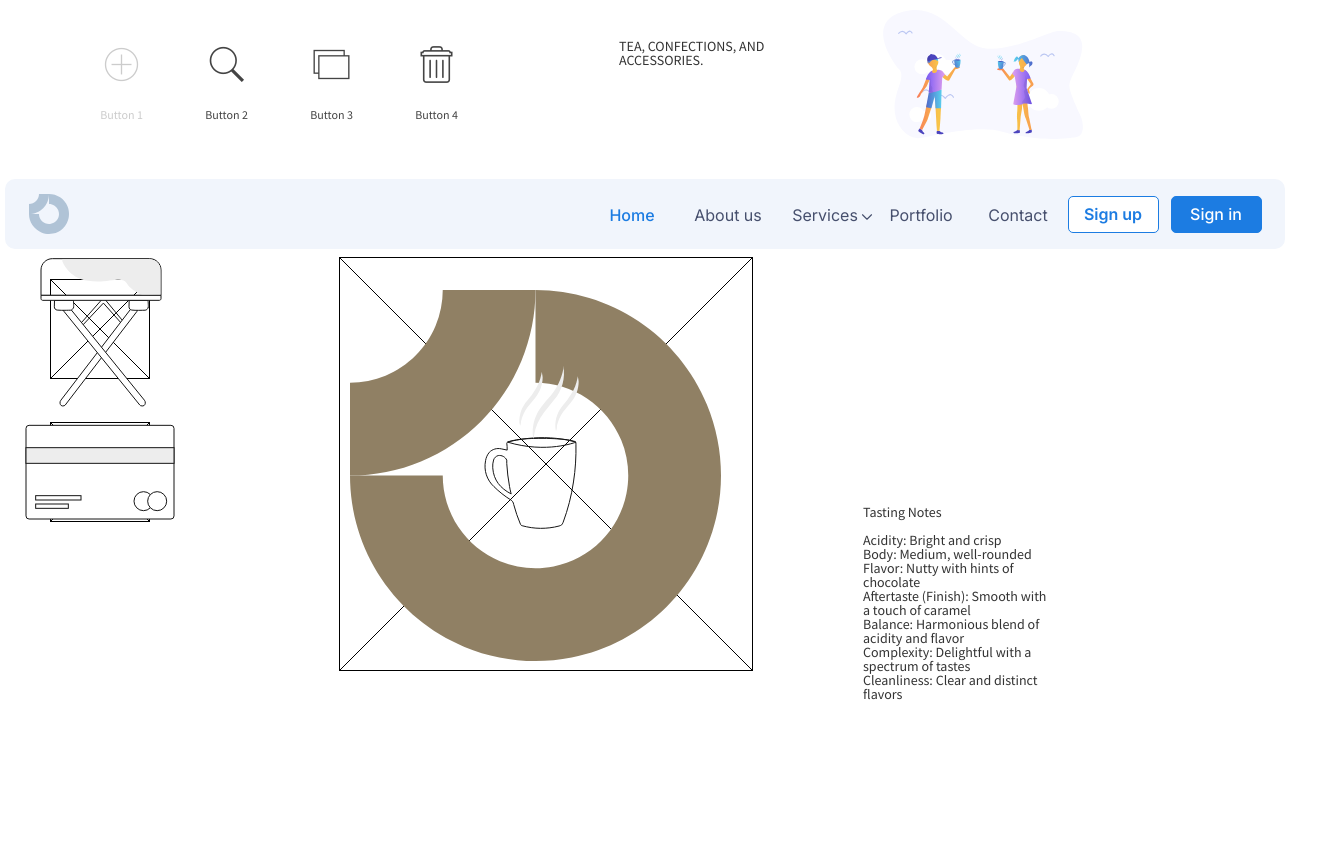 Button 1
Button 2
Button 3
Button 4
TEA, CONFECTIONS, AND
ACCESSORIES.
Home
About us
Services
Portfolio
Contact
Sign up
Sign in
Tasting Notes
Acidity: Bright and crisp
Body: Medium, well-rounded
Flavor: Nutty with hints of
chocolate
Aftertaste (Finish): Smooth with
a touch of caramel
Balance: Harmonious blend of
acidity and flavor
Complexity: Delightful with a
spectrum of tastes
Cleanliness: Clear and distinct
flavors